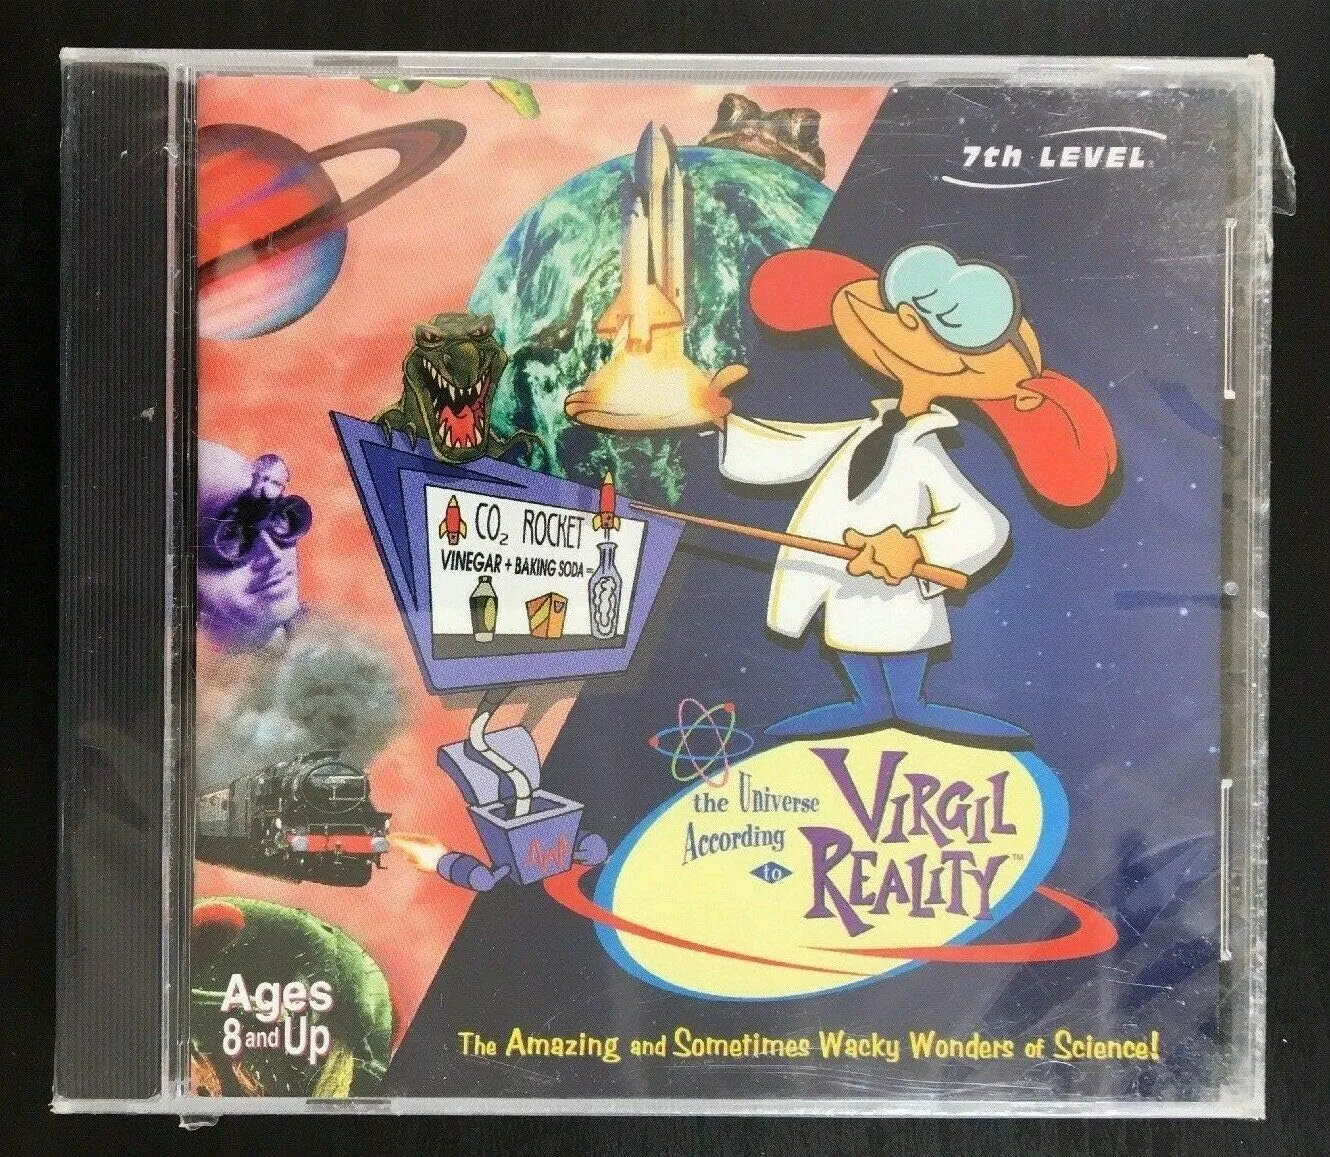 7th LEVEL
CO₂ ROCKET
VINEGAR + BAKING SODA =
the Universe
According
to
VIRGIL
REALITY™
Ages
8 and Up
The Amazing and Sometimes Wacky Wonders of Science!